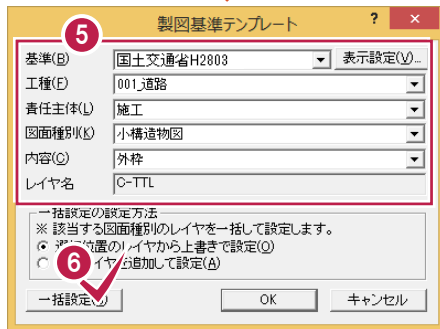 製図基準テンプレート ? ×
5
基準(B) 国土交通省H2803 表示設定(V)...
工種(F) 001_道路
責任主体(L) 施工
図面種別(K) 小構造物図
内容(C) 外枠
レイヤ名 C-TTL
一括設定の設定方法
※ 該当する図面種別のレイヤを一括して設定します。
位置のレイヤから上書きで設定(O)
6
を追加して設定(A)
一括設定 OK キャンセル